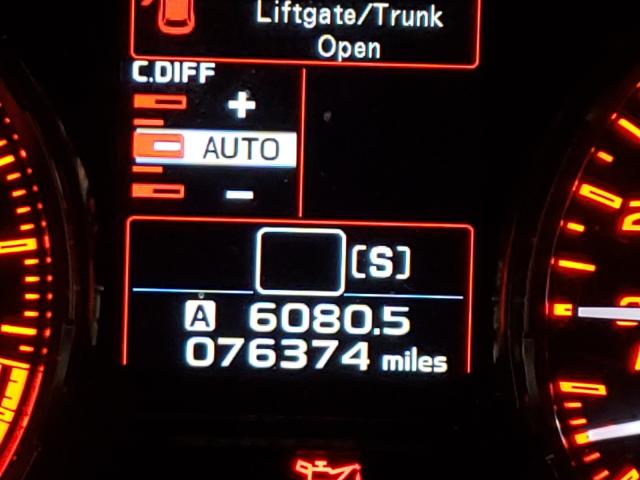 Liftgate/Trunk
Open
C.DIFF
+
AUTO
-
[S]
A 6080.5
076374 miles